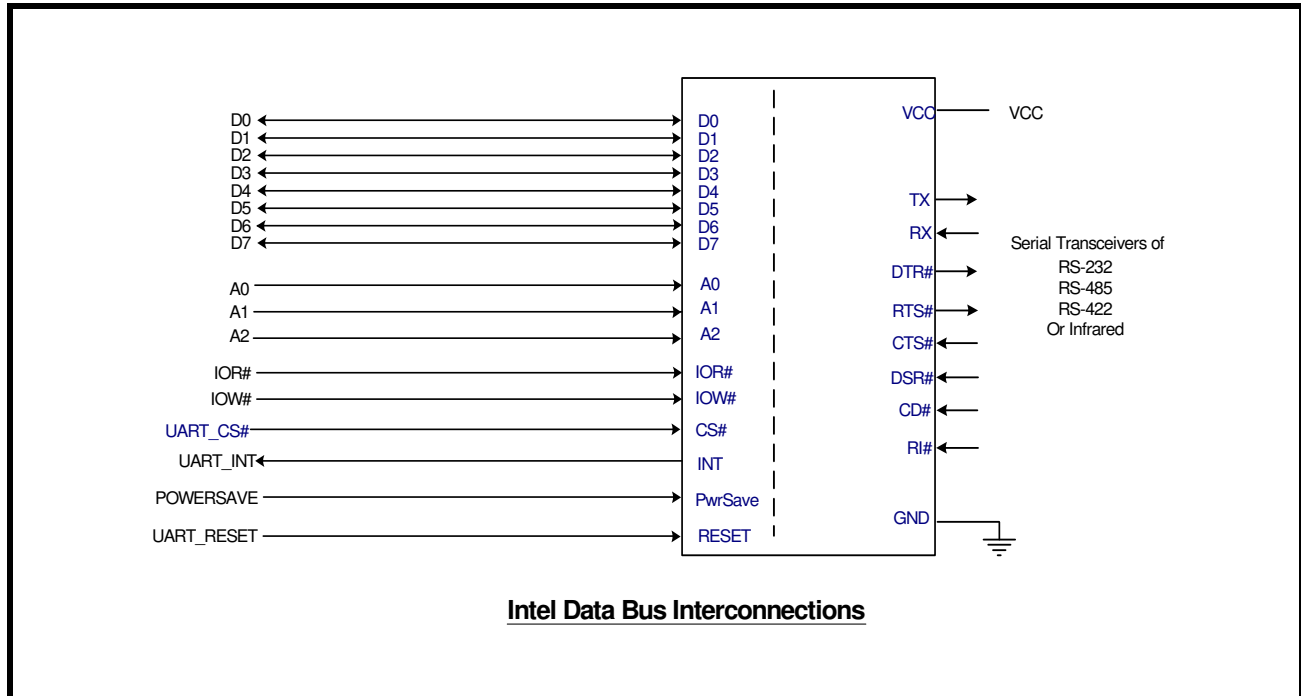 D0
D1
D2
D3
D4
D5
D6
D7
A0
A1
A2
IOR#
IOW#
UART_CS#
UART_INT
POWERSAVE
UART_RESET
D0
D1
D2
D3
D4
D5
D6
D7
A0
A1
A2
IOR#
IOW#
CS#
INT
PwrSave
RESET
VCC
TX
RX
DTR#
RTS#
CTS#
DSR#
CD#
RI#
GND
VCC
Serial Transceivers of
RS-232
RS-485
RS-422
Or Infrared
Intel Data Bus Interconnections